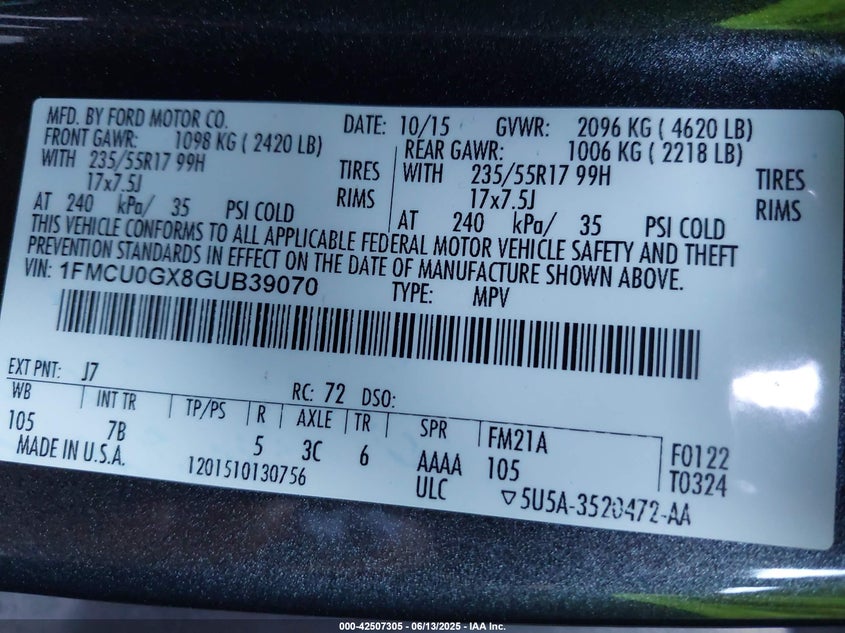 MFD. BY FORD MOTOR CO. DATE: 10/15 GVWR: 2096 KG ( 4620 LB)
FRONT GAWR: 1098 KG ( 2420 LB) REAR GAWR: 1006 KG ( 2218 LB)
WITH 235/55R17 99H TIRES WITH 235/55R17 99H TIRES
17x7.5J RIMS 17x7.5J RIMS
AT 240 kPa/ 35 PSI COLD AT 240 kPa/ 35 PSI COLD
THIS VEHICLE CONFORMS TO ALL APPLICABLE FEDERAL MOTOR VEHICLE SAFETY AND THEFT
PREVENTION STANDARDS IN EFFECT ON THE DATE OF MANUFACTURE SHOWN ABOVE.
VIN: 1FMCU0GX8GUB39070 TYPE: MPV
EXT PNT: J7 RC: 72 DSO:
WB INT TR TP/PS R AXLE TR SPR FM21A F0122
105 7B 5 3C 6 AAAA 105 T0324
MADE IN U.S.A. 1201510130756 ULC ▽5U5A-3520472-AA
000-42507305 - 06/13/2025 - IAA Inc.